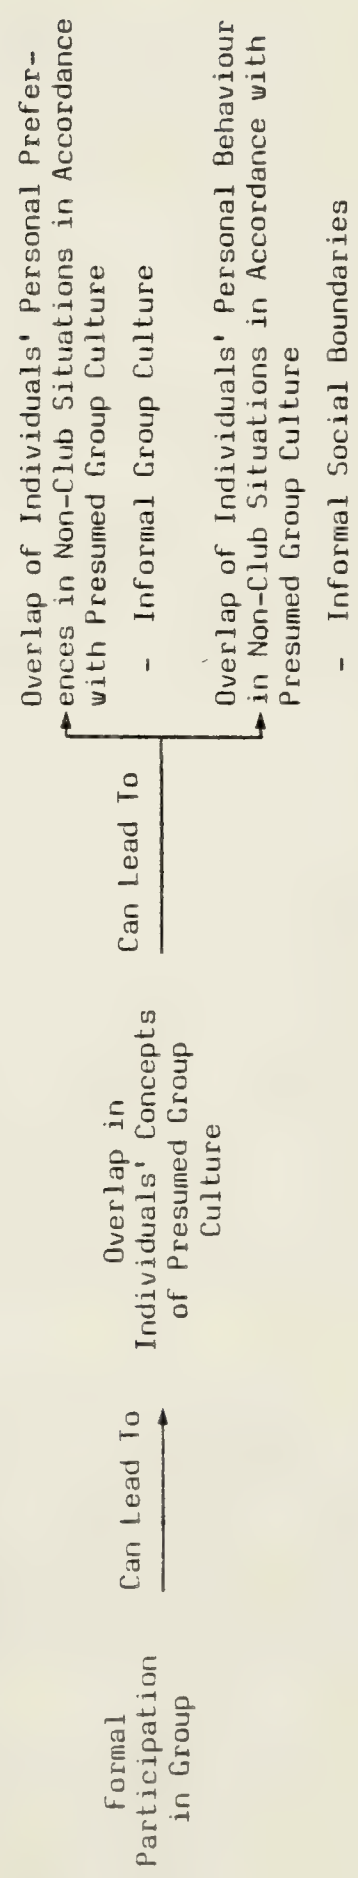 Formal
Participation
in Group
Can Lead To
Overlap in
Individuals' Concepts
of Presumed Group
Culture
Can Lead To
Overlap of Individuals' Personal Prefer-
ences in Non-Club Situations in Accordance
with Presumed Group Culture
- Informal Group Culture
Overlap of Individuals' Personal Behaviour
in Non-Club Situations in Accordance with
Presumed Group Culture
- Informal Social Boundaries